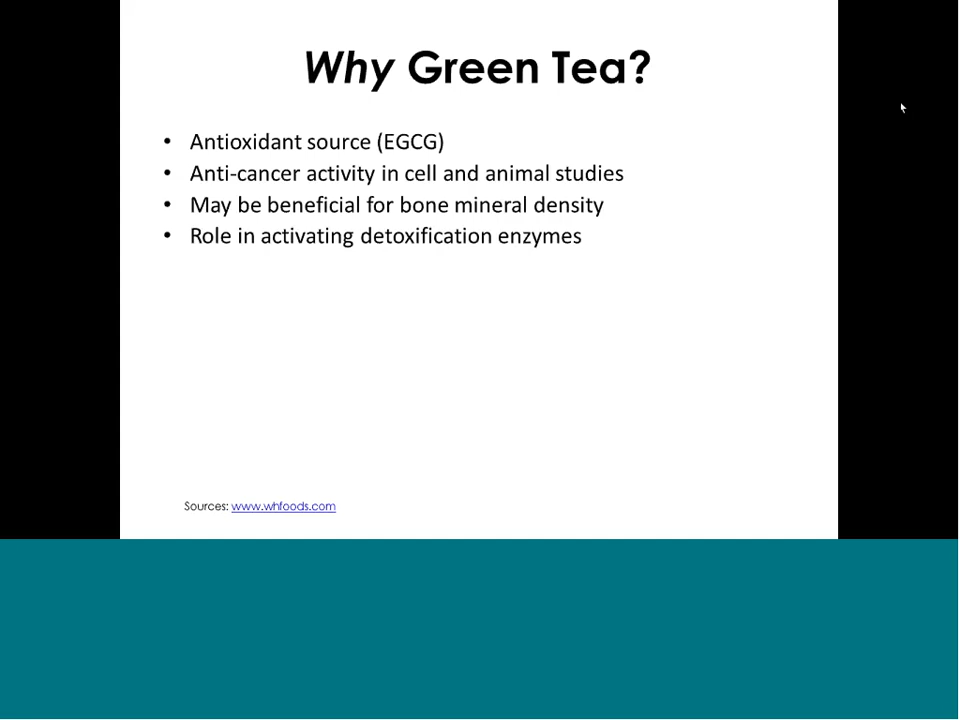 Why Green Tea?
• Antioxidant source (EGCG)
• Anti-cancer activity in cell and animal studies
• May be beneficial for bone mineral density
• Role in activating detoxification enzymes
Sources: www.whfoods.com